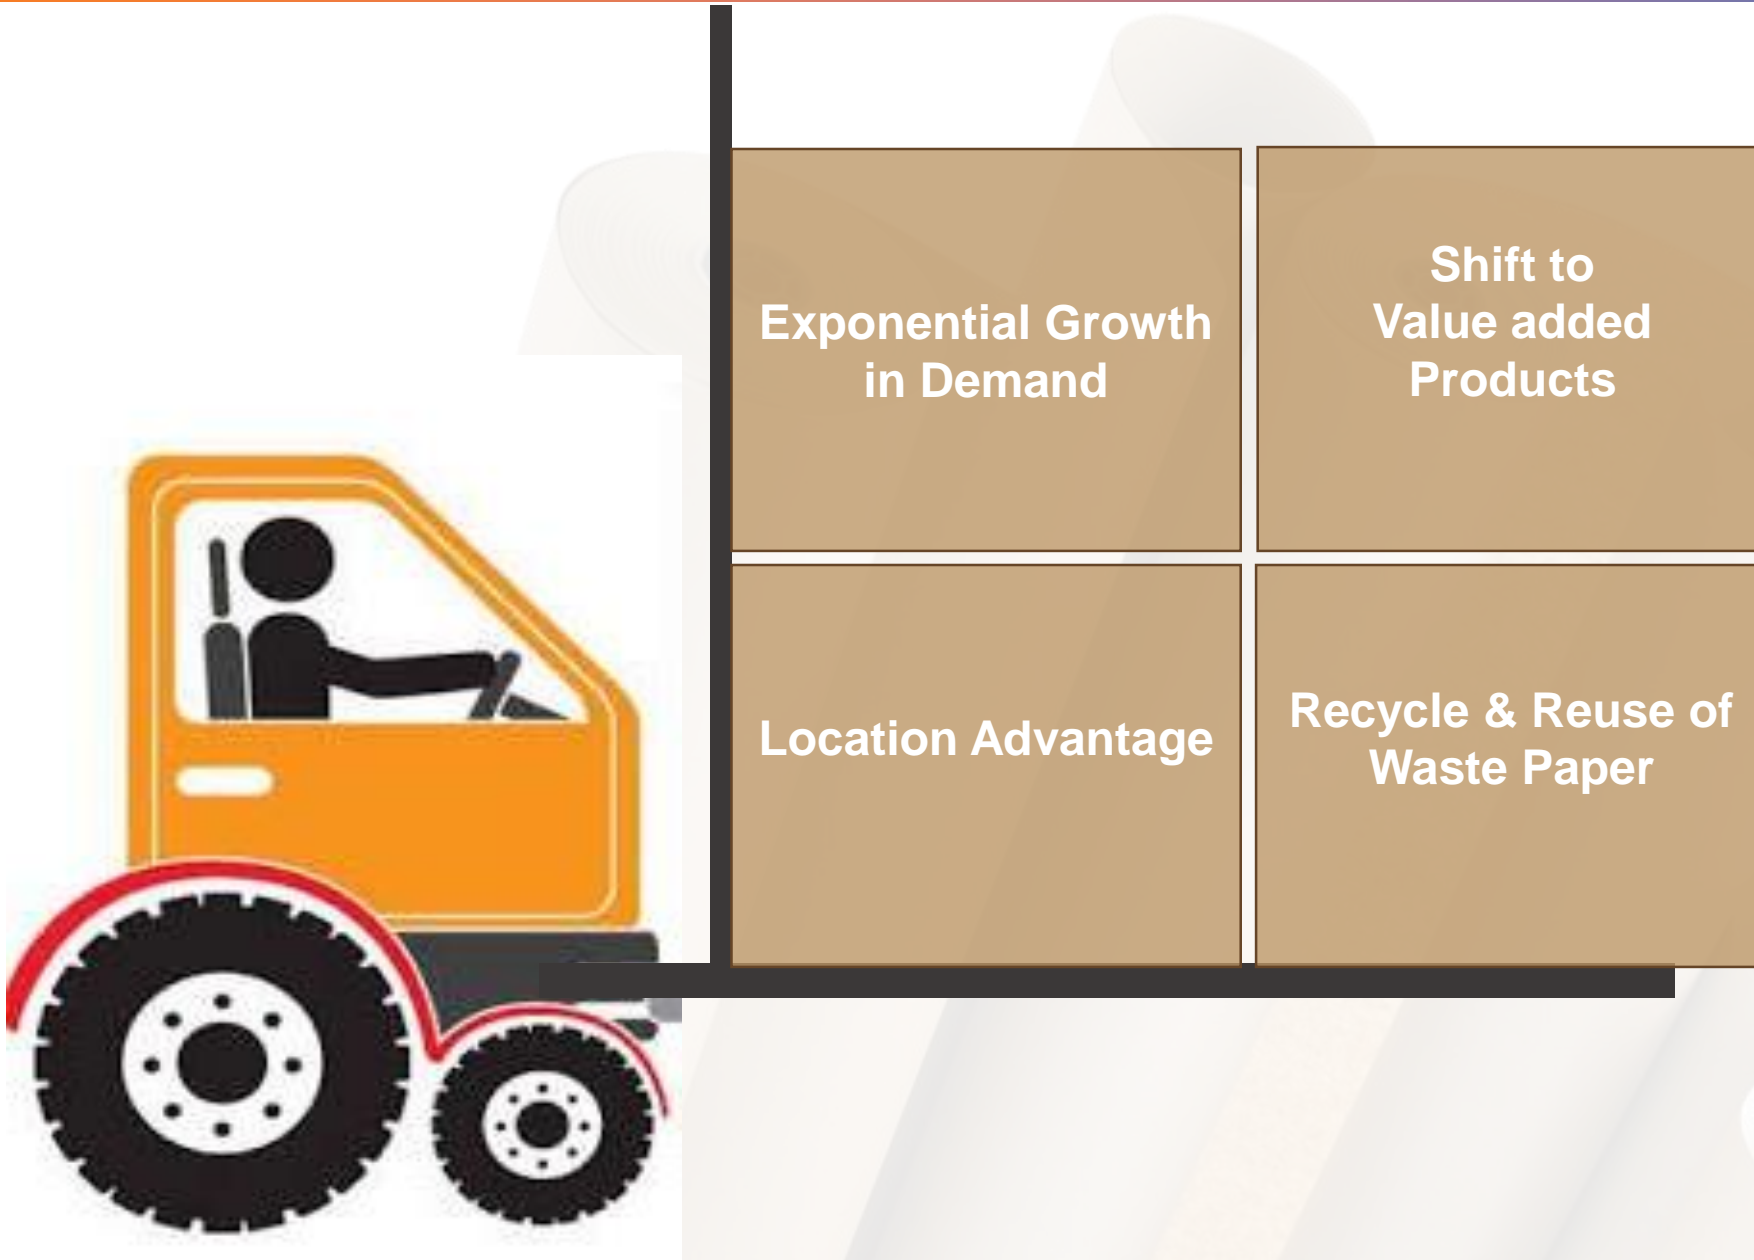 Exponential Growth
in Demand
Shift to
Value added
Products
Location Advantage
Recycle & Reuse of
Waste Paper